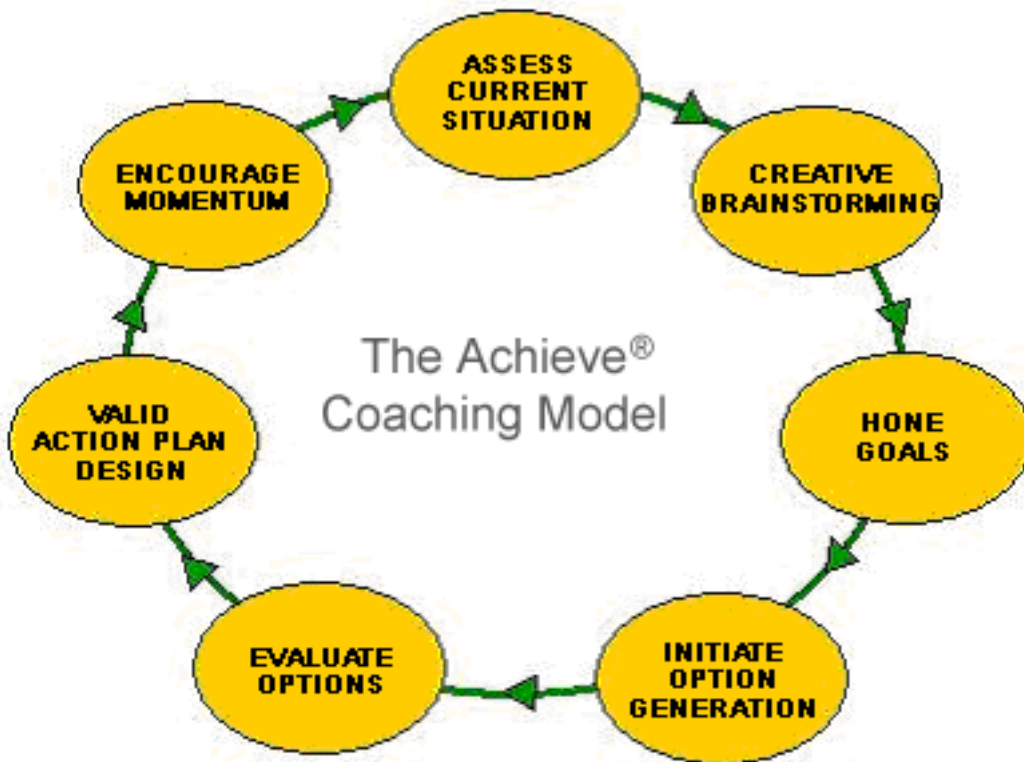 ASSESS
CURRENT
SITUATION
CREATIVE
BRAINSTORMING
HONE
GOALS
INITIATE
OPTION
GENERATION
EVALUATE
OPTIONS
VALID
ACTION PLAN
DESIGN
ENCOURAGE
MOMENTUM
The Achieve®
Coaching Model